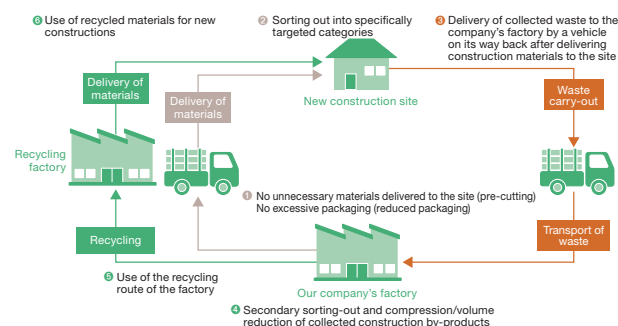 ❻ Use of recycled materials for new
constructions
❷ Sorting out into specifically
targeted categories
❸ Delivery of collected waste to the
company's factory by a vehicle
on its way back after delivering
construction materials to the site
Delivery of
materials
Delivery of
materials
New construction site
Waste
carry-out
Recycling
factory
❶ No unnecessary materials delivered to the site (pre-cutting)
No excessive packaging (reduced packaging)
Recycling
Transport of
waste
❺ Use of the recycling
route of the factory
Our company's factory
❹ Secondary sorting-out and compression/volume
reduction of collected construction by-products